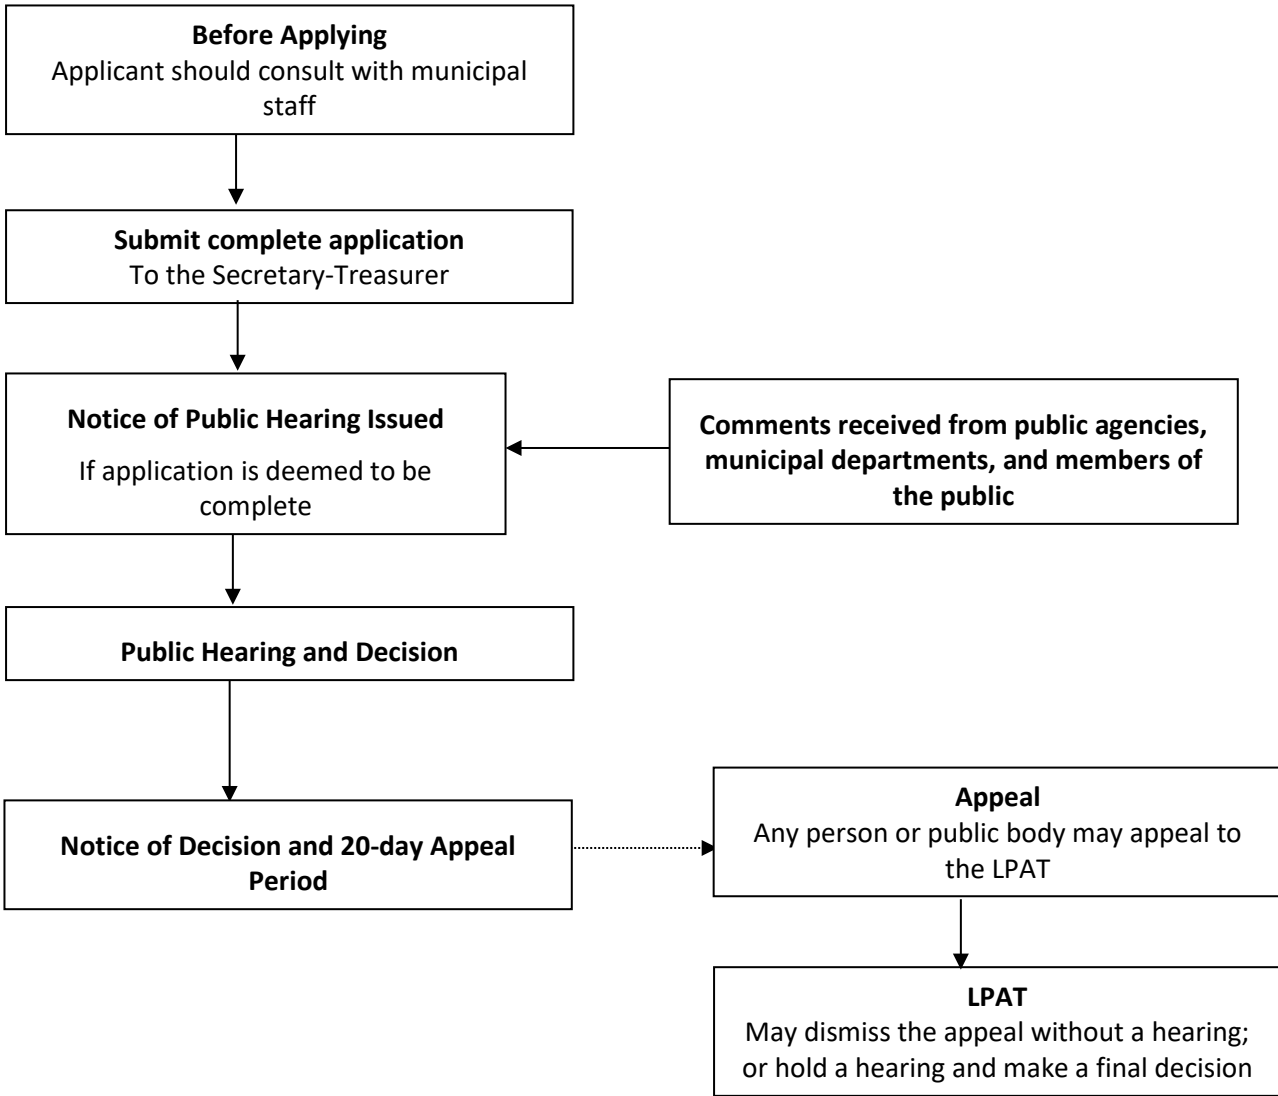 Before Applying
Applicant should consult with municipal
staff
Submit complete application
To the Secretary-Treasurer
Notice of Public Hearing Issued
If application is deemed to be
complete
Comments received from public agencies,
municipal departments, and members of
the public
Public Hearing and Decision
Notice of Decision and 20-day Appeal
Period
Appeal
Any person or public body may appeal to
the LPAT
LPAT
May dismiss the appeal without a hearing;
or hold a hearing and make a final decision